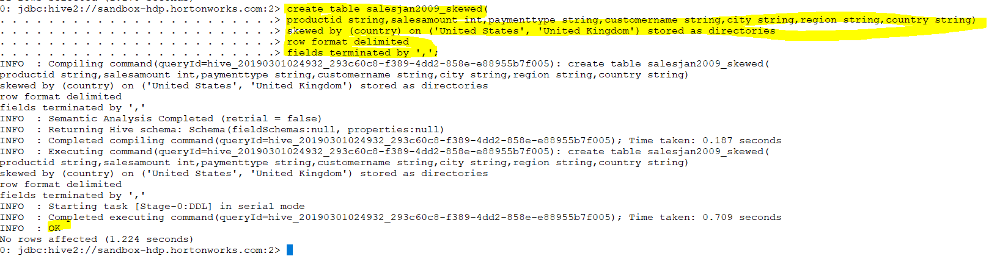 0: jdbc:hive2://sandbox-hdp.hortonworks.com:2> create table salesjan2009_skewed(
. . . . . . . . . . . . . . . . . . . . . . .> productid string,salesamount int,paymenttype string,customername string,city string,region string,country string)
. . . . . . . . . . . . . . . . . . . . . . .> skewed by (country) on ('United States', 'United Kingdom') stored as directories
. . . . . . . . . . . . . . . . . . . . . . .> row format delimited
. . . . . . . . . . . . . . . . . . . . . . .> fields terminated by ',';
INFO  : Compiling command(queryId=hive_20190301024932_293c60c8-f389-4dd2-858e-e88955b7f005): create table salesjan2009_skewed(
productid string,salesamount int,paymenttype string,customername string,city string,region string,country string)
skewed by (country) on ('United States', 'United Kingdom') stored as directories
row format delimited
fields terminated by ','
INFO  : Semantic Analysis Completed (retrial = false)
INFO  : Returning Hive schema: Schema(fieldSchemas:null, properties:null)
INFO  : Completed compiling command(queryId=hive_20190301024932_293c60c8-f389-4dd2-858e-e88955b7f005); Time taken: 0.187 seconds
INFO  : Executing command(queryId=hive_20190301024932_293c60c8-f389-4dd2-858e-e88955b7f005): create table salesjan2009_skewed(
productid string,salesamount int,paymenttype string,customername string,city string,region string,country string)
skewed by (country) on ('United States', 'United Kingdom') stored as directories
row format delimited
fields terminated by ','
INFO  : Starting task [Stage-0:DDL] in serial mode
INFO  : Completed executing command(queryId=hive_20190301024932_293c60c8-f389-4dd2-858e-e88955b7f005); Time taken: 0.709 seconds
INFO  : OK
No rows affected (1.224 seconds)
0: jdbc:hive2://sandbox-hdp.hortonworks.com:2>